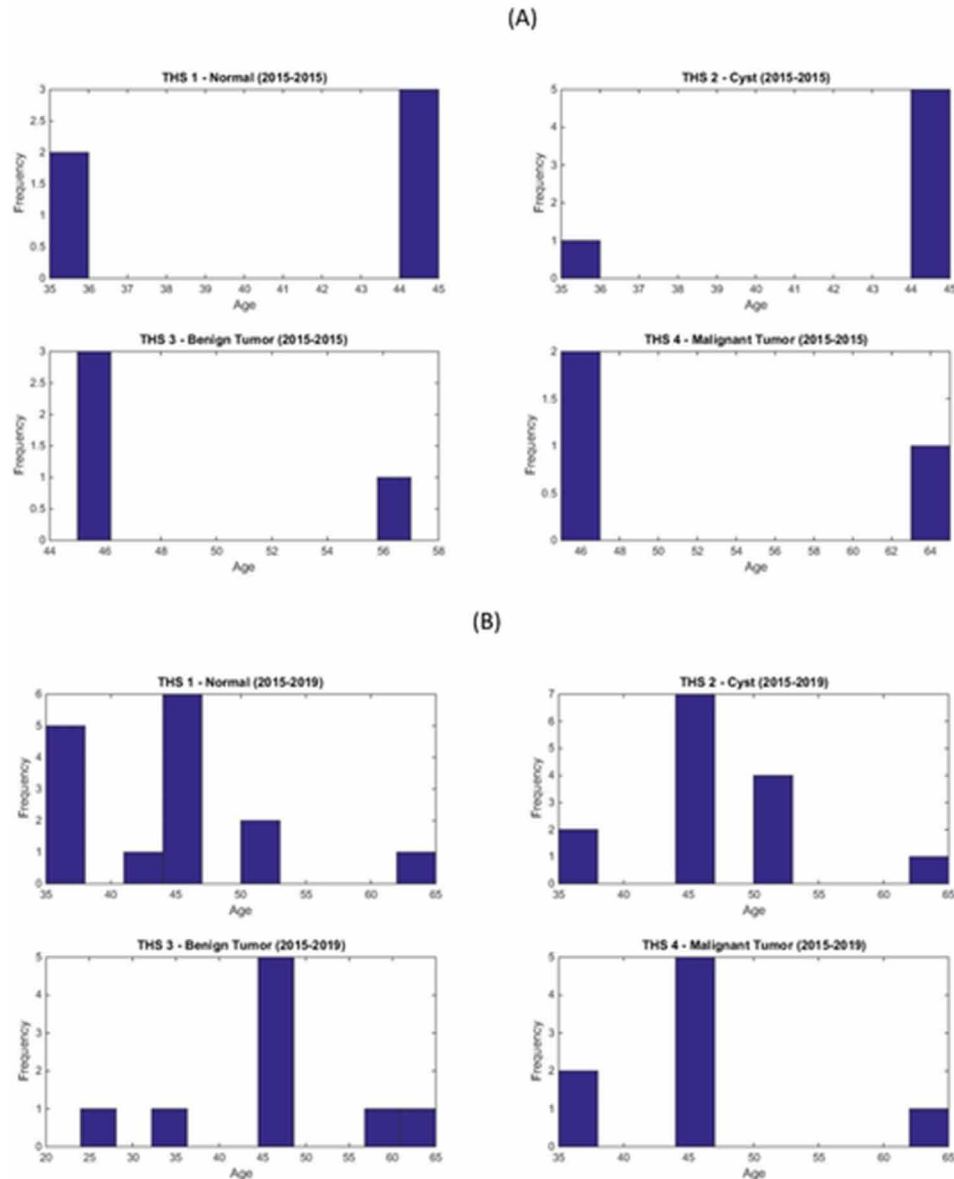 (A)
THS 1 - Normal (2015-2015)
Frequency
3
2.5
2
1.5
1
0.5
0
35 36 37 38 39 40 41 42 43 44 45
Age
THS 2 - Cyst (2015-2015)
Frequency
5
4
3
2
1
0
35 36 37 38 39 40 41 42 43 44 45
Age
THS 3 - Benign Tumor (2015-2015)
Frequency
3
2.5
2
1.5
1
0.5
0
44 46 48 50 52 54 56 58
Age
THS 4 - Malignant Tumor (2015-2015)
Frequency
2
1.5
1
0.5
0
46 48 50 52 54 56 58 60 62 64
Age
(B)
THS 1 - Normal (2015-2019)
Frequency
6
5
4
3
2
1
0
35 40 45 50 55 60 65
Age
THS 2 - Cyst (2015-2019)
Frequency
7
6
5
4
3
2
1
0
35 40 45 50 55 60 65
Age
THS 3 - Benign Tumor (2015-2019)
Frequency
5
4
3
2
1
0
20 25 30 35 40 45 50 55 60 65
Age
THS 4 - Malignant Tumor (2015-2019)
Frequency
5
4
3
2
1
0
35 40 45 50 55 60 65
Age